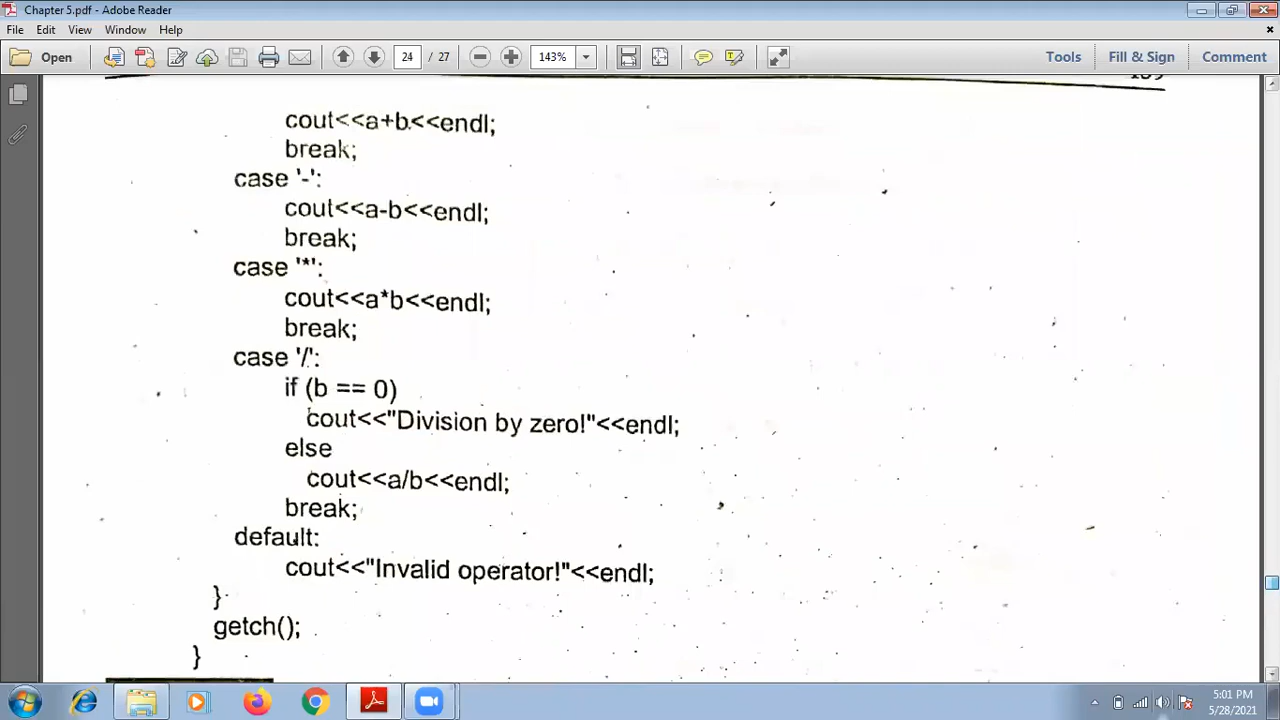 Chapter 5.pdf - Adobe Reader
File Edit View Window Help
Open 24 / 27 143% Tools Fill & Sign Comment
cout<<a+b<<endl;
break;
case '-':
cout<<a-b<<endl;
break;
case '*':
cout<<a*b<<endl;
break;
case '/':
if (b == 0)
cout<<"Division by zero!"<<endl;
else
cout<<a/b<<endl;
break;
default:
cout<<"Invalid operator!"<<endl;
}
getch();
}
5:01 PM
5/28/2021